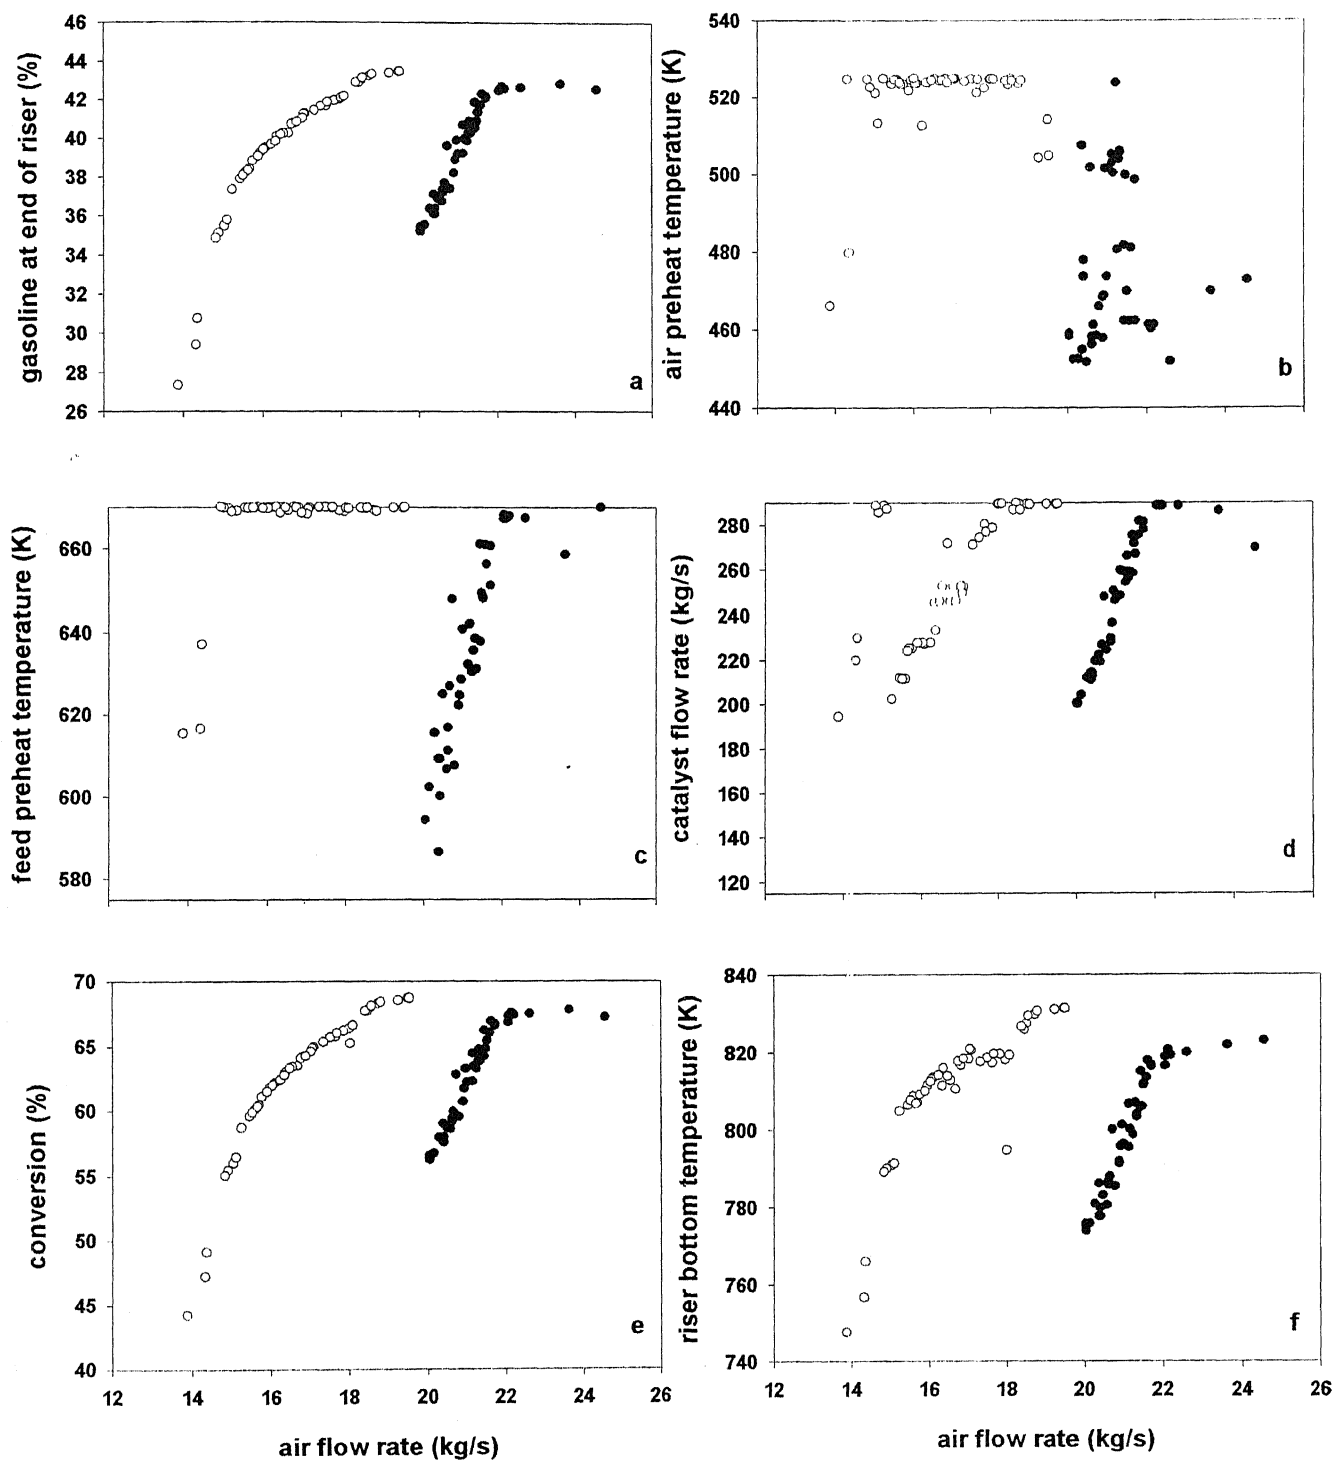 gasoline at end of riser (%)
46
44
42
40
38
36
34
32
30
28
26
a
air preheat temperature (K)
540
520
500
480
460
440
b
feed preheat temperature (K)
660
640
620
600
580
c
catalyst flow rate (kg/s)
280
260
240
220
200
180
160
140
120
d
conversion (%)
70
65
60
55
50
45
40
e
12 14 16 18 20 22 24 26
air flow rate (kg/s)
riser bottom temperature (K)
840
820
800
780
760
740
f
12 14 16 18 20 22 24 26
air flow rate (kg/s)